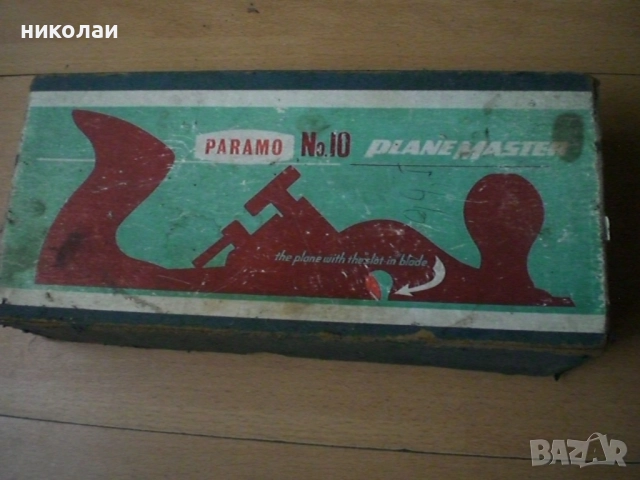 николаи
PARAMO No. 10 PLANEMASTER
the plane with the slot-in blade
BAZAR